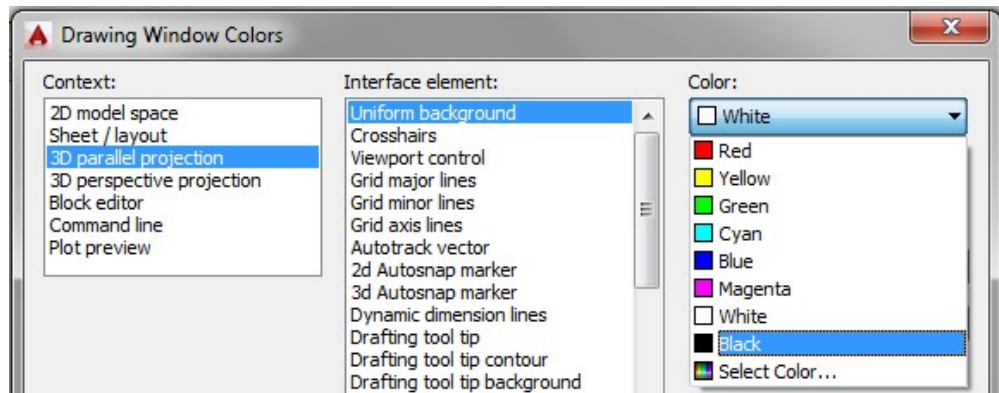 Drawing Window Colors
Context:
2D model space
Sheet / layout
3D parallel projection
3D perspective projection
Block editor
Command line
Plot preview
Interface element:
Uniform background
Crosshairs
Viewport control
Grid major lines
Grid minor lines
Grid axis lines
Autotrack vector
2d Autosnap marker
3d Autosnap marker
Dynamic dimension lines
Drafting tool tip
Drafting tool tip contour
Drafting tool tip background
Color:
White
Red
Yellow
Green
Cyan
Blue
Magenta
White
Black
Select Color...